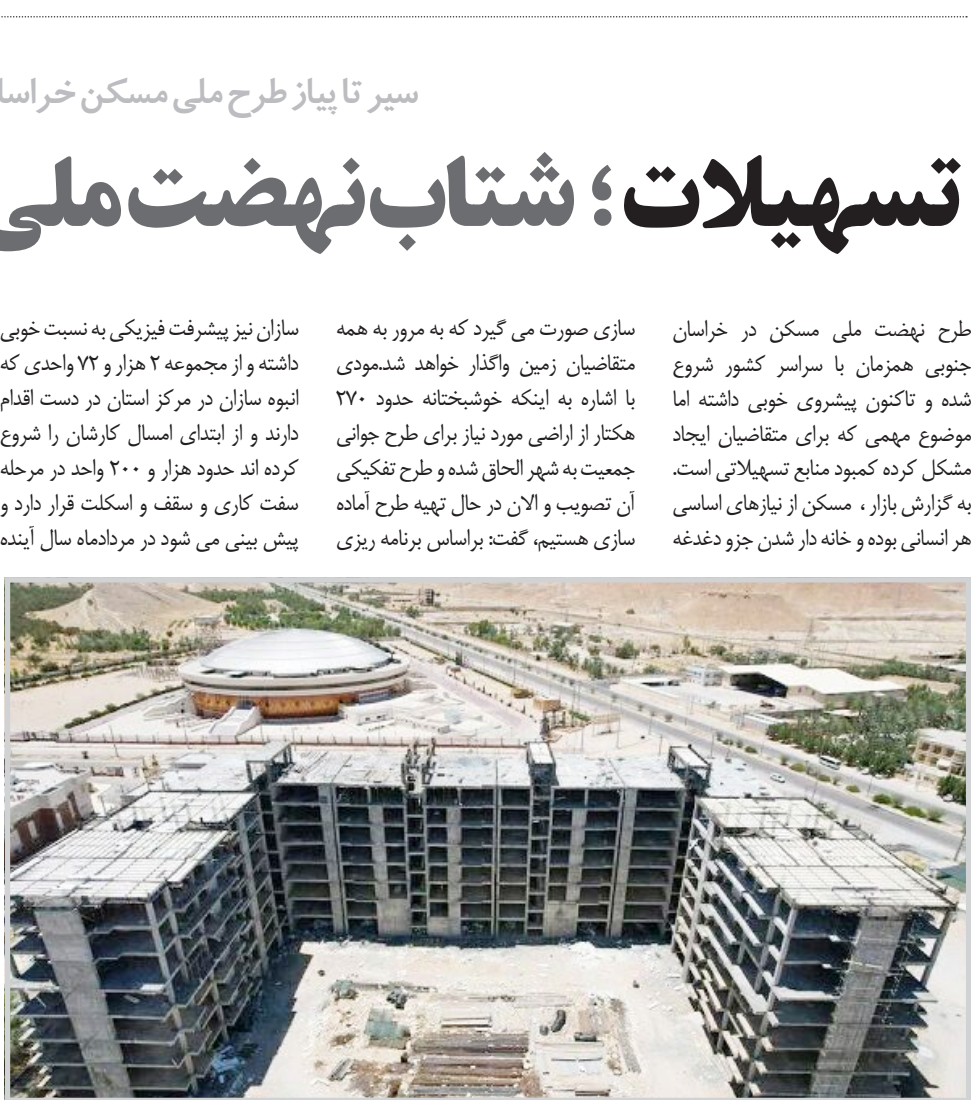 سیر تا پیاز طرح ملی مسکن
تسهیلات؛ شتاب نهضت ملی
طرح نهضت ملی مسکن در خراسان
جنوبی همزمان با سراسر کشور شروع
شده و تاکنون پیشروی خوبی داشته اما
موضوع مهمی که برای متقاضیان ایجاد
مشکل کرده کمبود منابع تسهیلاتی است.
به گزارش بازار ، مسکن از نیازهای اساسی
هر انسانی بوده و خانه دار شدن جزو دغدغه
سازی صورت می گیرد که به مرور به همه
متقاضیان زمین واگذار خواهد شد.مودی
با اشاره به اینکه خوشبختانه حدود ۲۷۰
هکتار از اراضی مورد نیاز برای طرح جوانی
جمعیت به شهر الحاق شده و طرح تفکیکی
آن تصویب و الان در حال تهیه طرح آماده
سازی هستیم، گفت: براساس برنامه ریزی
سازان نیز پیشرفت فیزیکی به نسبت خوبی
داشته و از مجموعه ۲ هزار و ۷۲ واحدی که
انبوه سازان در مرکز استان در دست اقدام
دارند و از ابتدای امسال کارشان را شروع
کرده اند حدود هزار و ۲۰۰ واحد در مرحله
سفت کاری و سقف و اسکلت قرار دارد و
پیش بینی می شود در مردادماه سال آینده